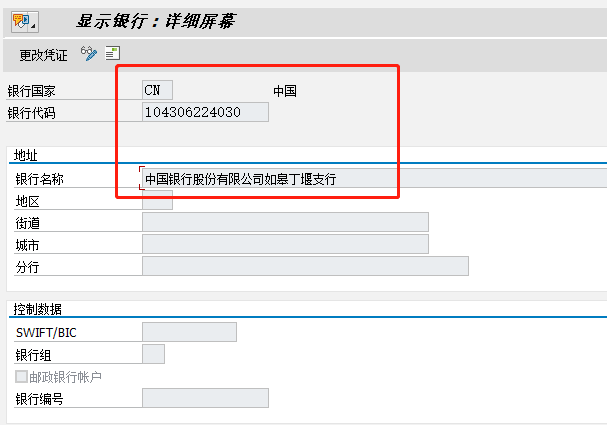 显示银行：详细屏幕
更改凭证
银行国家 CN 中国
银行代码 104306224030
地址
银行名称 中国银行股份有限公司如皋丁堰支行
地区
街道
城市
分行
控制数据
SWIFT/BIC
银行组
邮政银行帐户
银行编号